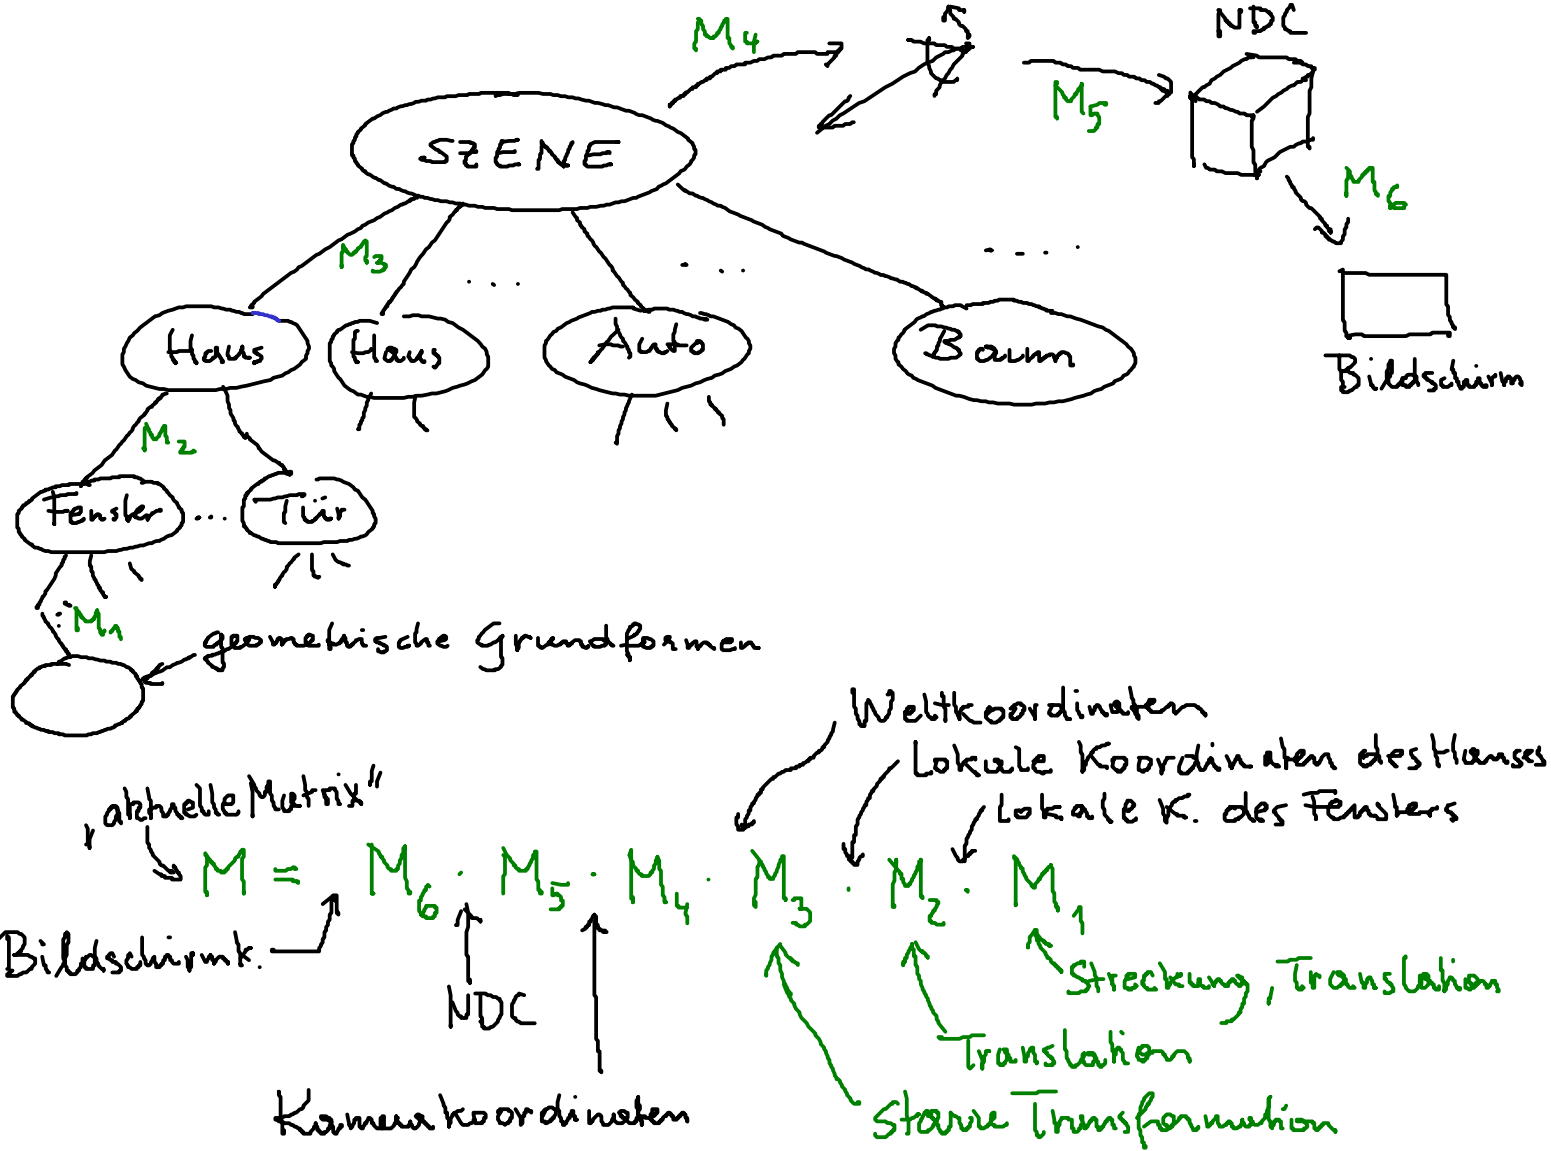 M4
NDC
M5
SZENE
M6
M3
. . .
. . .
. . . .
Haus
Haus
Auto
Baum
Bildschirm
M2
Fenster
...
Tür
M1
geometrische Grundformen
Weltkoordinaten
Lokale Koordinaten des Hauses
Lokale K. des Fensters
„aktuelle Matrix“
M = M6 · M5 · M4 · M3 · M2 · M1
Bildschirmk.
NDC
Streckung, Translation
Translation
Kamerakoordinaten
Starre Transformation